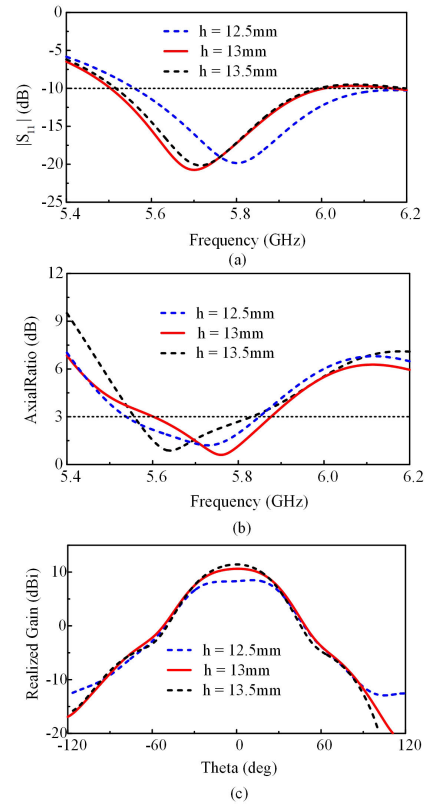 0
-5
-10
-15
-20
-25
|S11| (dB)
h = 12.5mm
h = 13mm
h = 13.5mm
5.4 5.6 5.8 6.0 6.2
Frequency (GHz)
(a)
12
9
6
3
0
AxialRatio (dB)
h = 12.5mm
h = 13mm
h = 13.5mm
5.4 5.6 5.8 6.0 6.2
Frequency (GHz)
(b)
10
0
-10
-20
Realized Gain (dBi)
h = 12.5mm
h = 13mm
h = 13.5mm
-120 -60 0 60 120
Theta (deg)
(c)